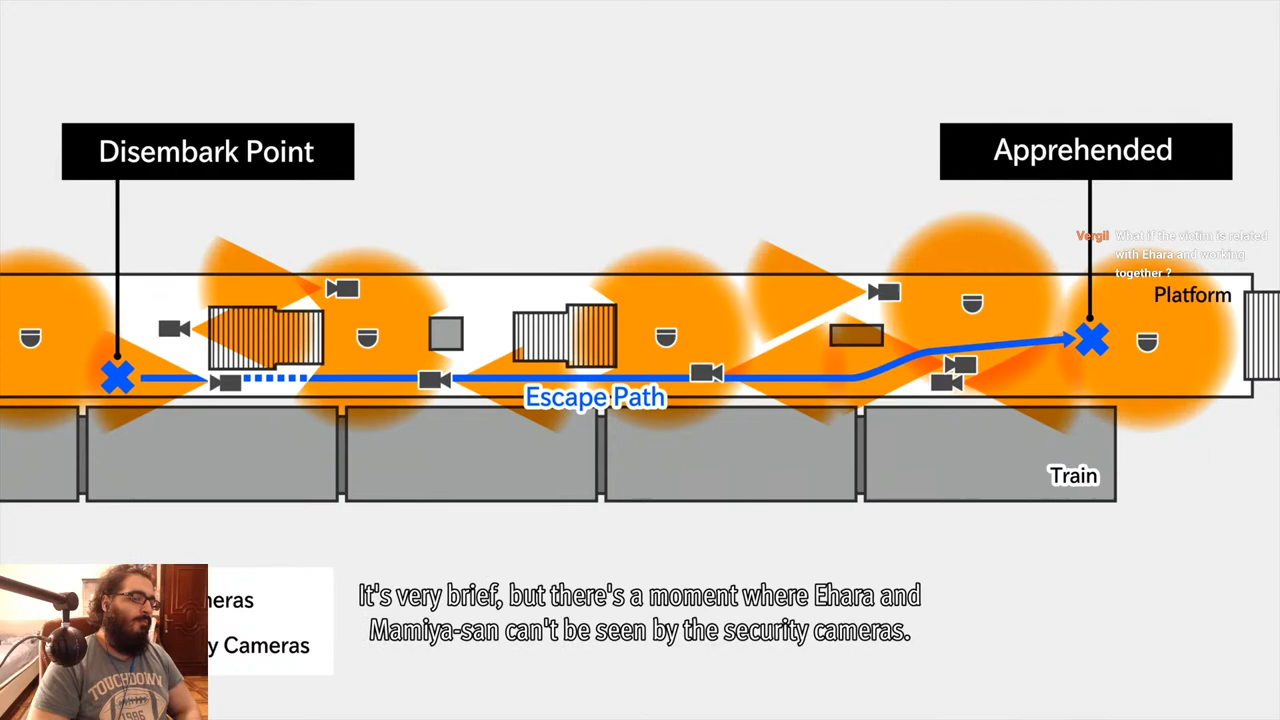 Disembark Point
Apprehended
Vergil What if the victim is related
with Ehara and working
together ?
Platform
Escape Path
Train
neras
y Cameras
It's very brief, but there's a moment where Ehara and
Mamiya-san can't be seen by the security cameras.
TOUCHDOWN
1986